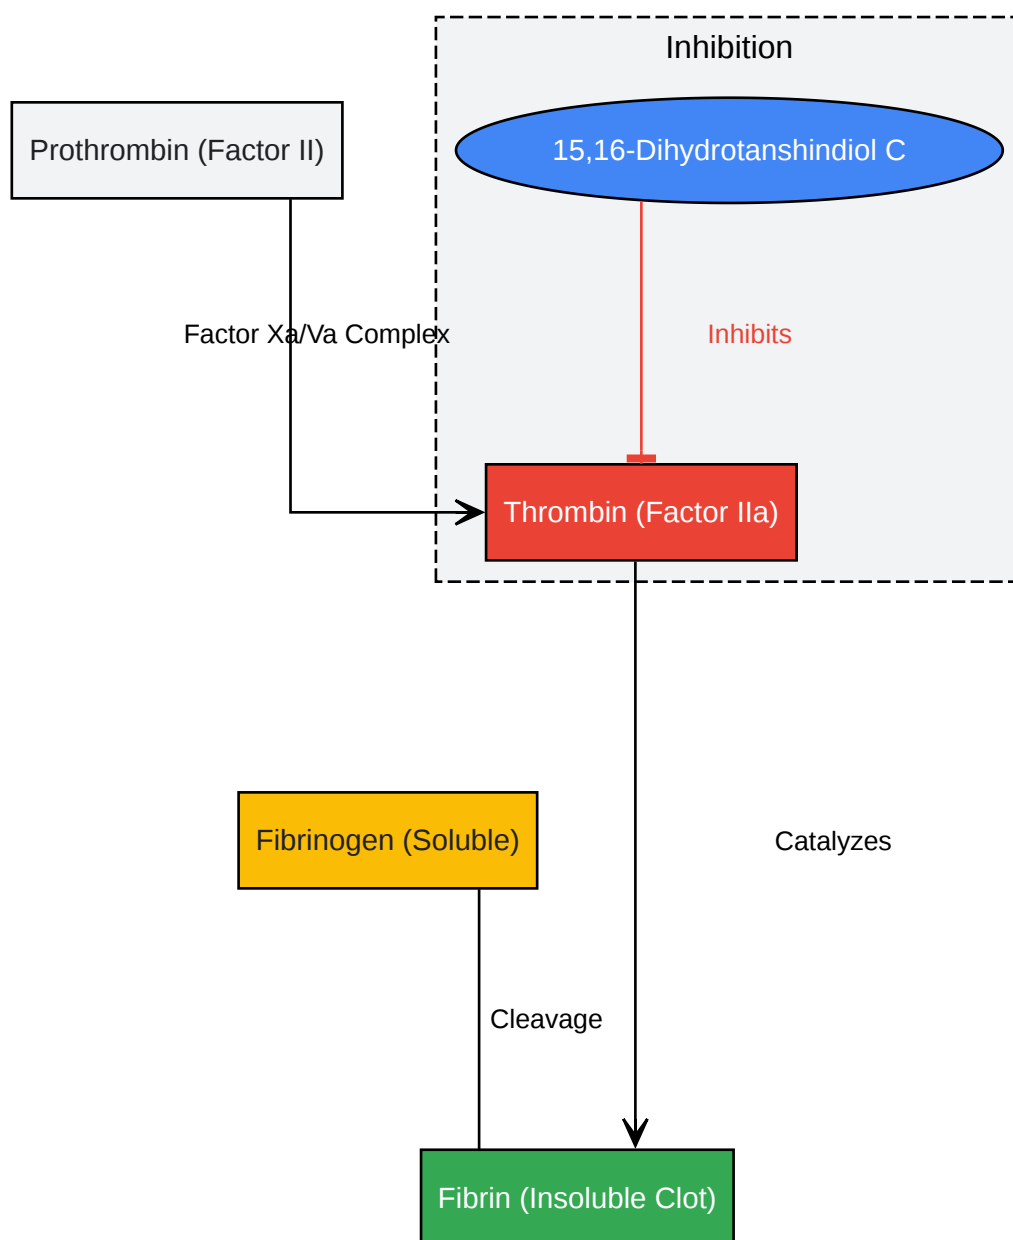 Inhibition
Prothrombin (Factor II)
15,16-Dihydrotanshindiol C
Factor Xa/Va Complex
Inhibits
Thrombin (Factor IIa)
Fibrinogen (Soluble)
Catalyzes
Cleavage
Fibrin (Insoluble Clot)